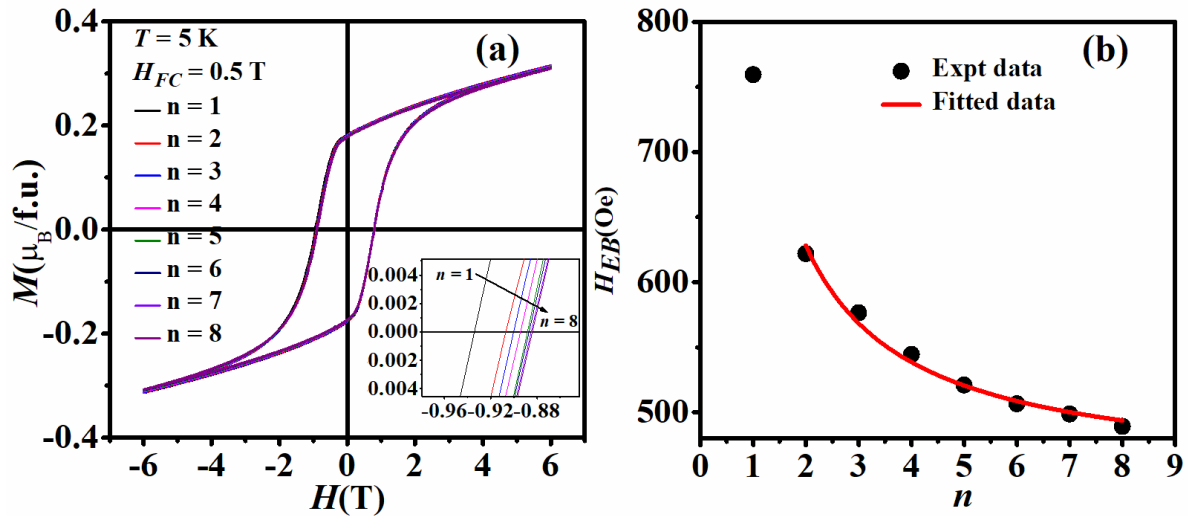 (a)
T = 5 K
H_FC = 0.5 T
n = 1
n = 2
n = 3
n = 4
n = 5
n = 6
n = 7
n = 8
0.4
0.2
0.0
-0.2
-0.4
M(μ_B/f.u.)
-6 -4 -2 0 2 4 6
H(T)
0.004
0.002
0.000
0.002
0.004
n = 1
n = 8
-0.96 -0.92 -0.88
(b)
Expt data
Fitted data
800
700
600
500
H_EB(Oe)
0 1 2 3 4 5 6 7 8 9
n